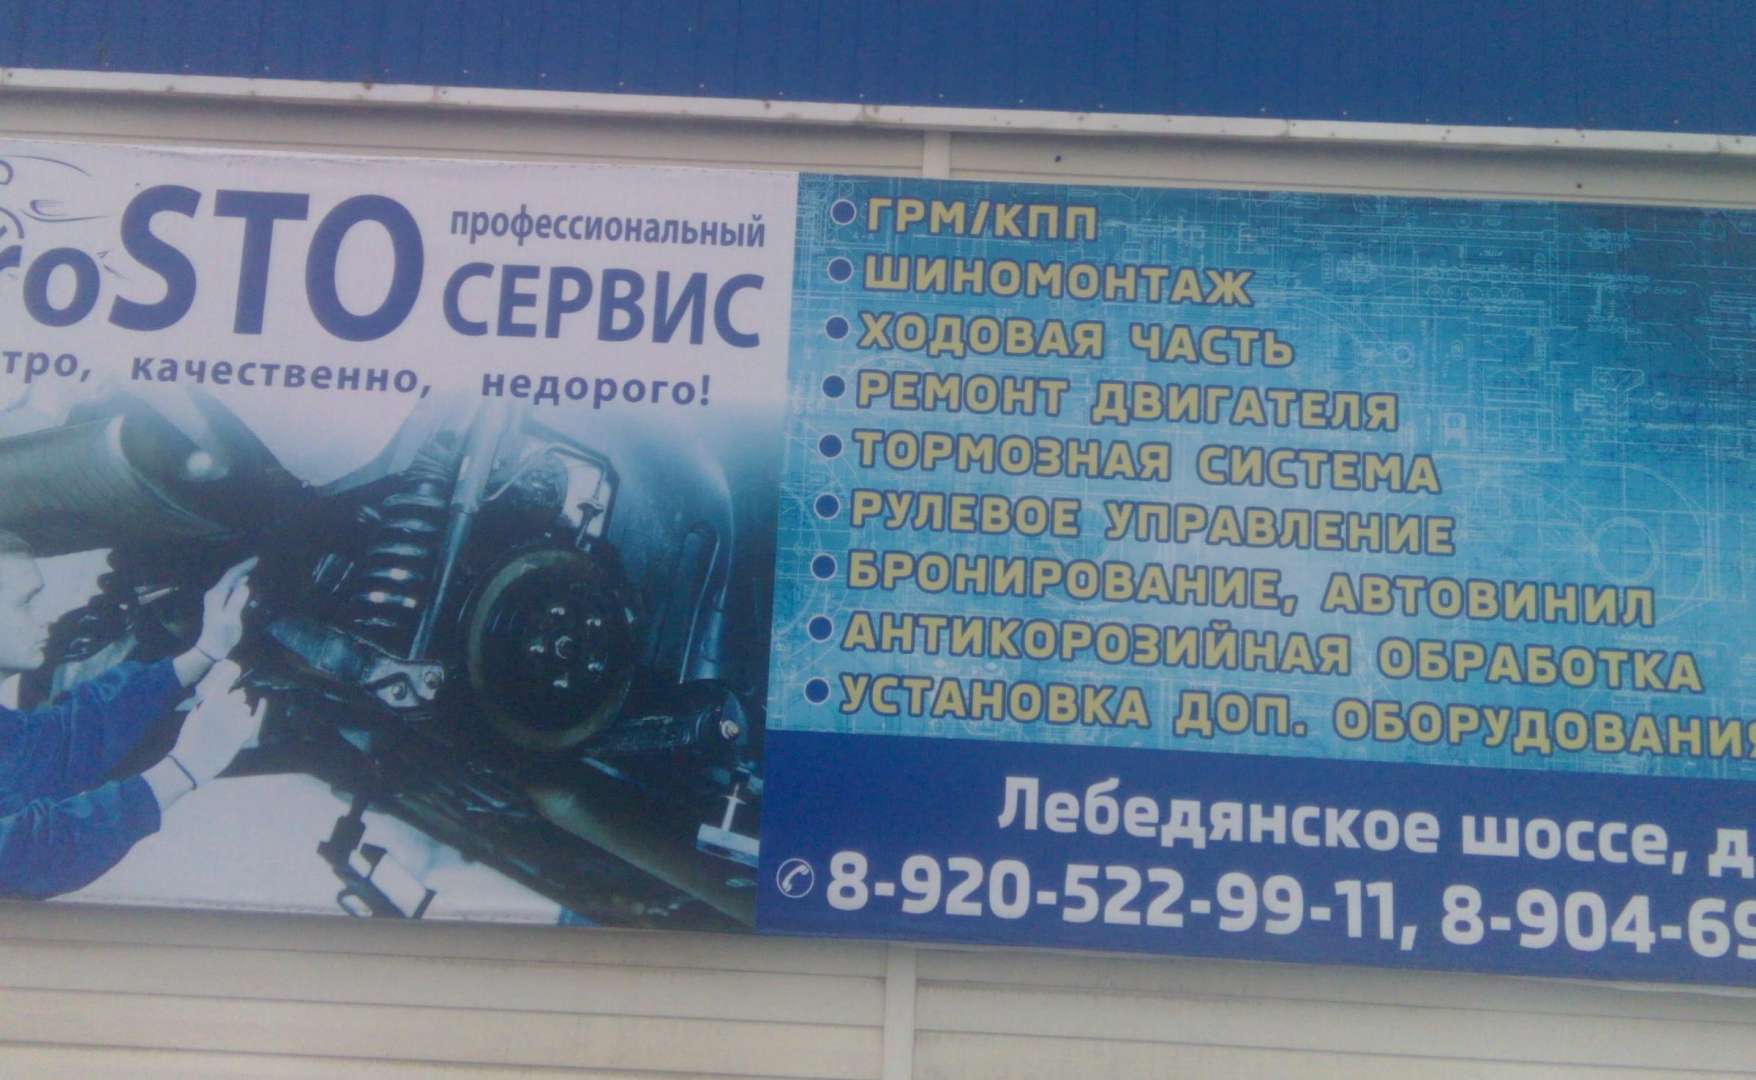 roSTO
профессиональный
СЕРВИС
тро, качественно, недорого!
ГРМ/КПП
ШИНОМОНТАЖ
ХОДОВАЯ ЧАСТЬ
РЕМОНТ ДВИГАТЕЛЯ
ТОРМОЗНАЯ СИСТЕМА
РУЛЕВОЕ УПРАВЛЕНИЕ
БРОНИРОВАНИЕ, АВТОВИНИЛ
АНТИКОРОЗИЙНАЯ ОБРАБОТКА
УСТАНОВКА ДОП. ОБОРУДОВАНИЯ
Лебедянское шоссе, д.
8-920-522-99-11, 8-904-69